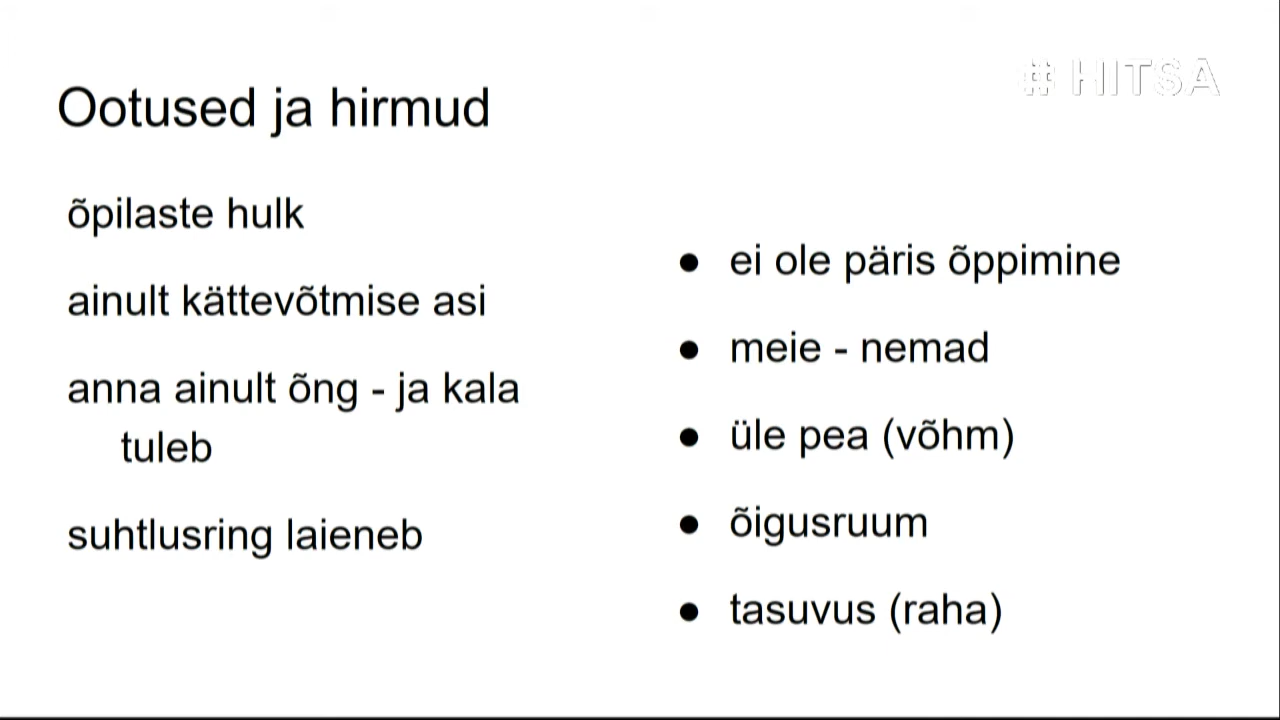 # HITSA
Ootused ja hirmud
õpilaste hulk
ainult kättevõtmise asi
anna ainult õng - ja kala
tuleb
suhtlusring laieneb
● ei ole päris õppimine
● meie - nemad
● üle pea (võhm)
● õigusruum
● tasuvus (raha)